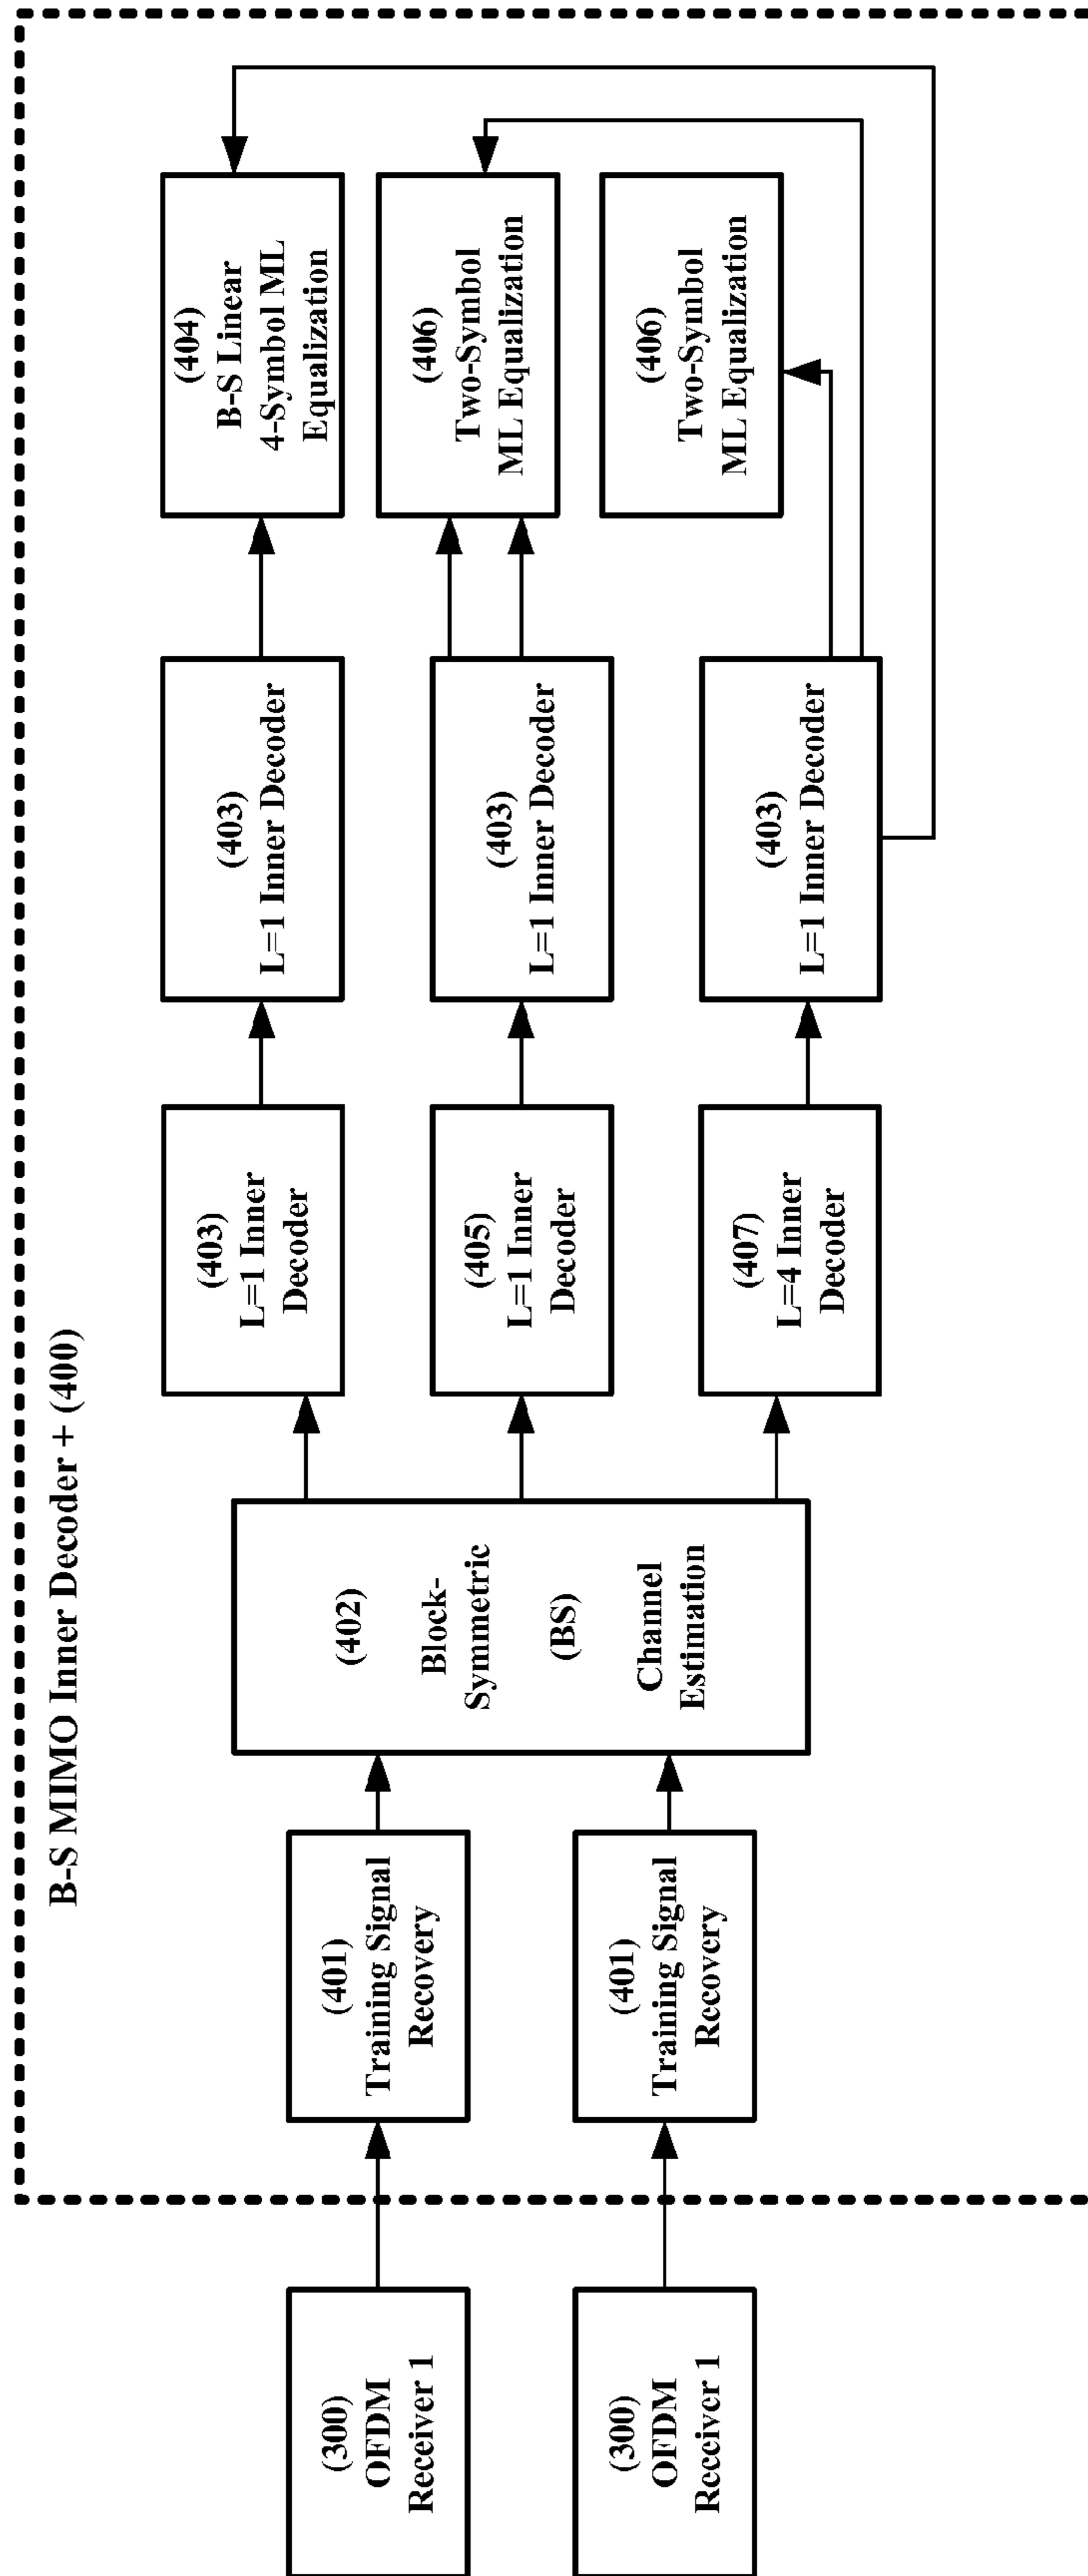 B-S MIMO Inner Decoder + (400)
(300)
OFDM
Receiver 1
(300)
OFDM
Receiver 1
(401)
Training Signal
Recovery
(401)
Training Signal
Recovery
(402)
Block-
Symmetric
(BS)
Channel
Estimation
(403)
L=1 Inner
Decoder
(405)
L=1 Inner
Decoder
(407)
L=4 Inner
Decoder
(403)
L=1 Inner Decoder
(403)
L=1 Inner Decoder
(403)
L=1 Inner Decoder
(404)
B-S Linear
4-Symbol ML
Equalization
(406)
Two-Symbol
ML Equalization
(406)
Two-Symbol
ML Equalization